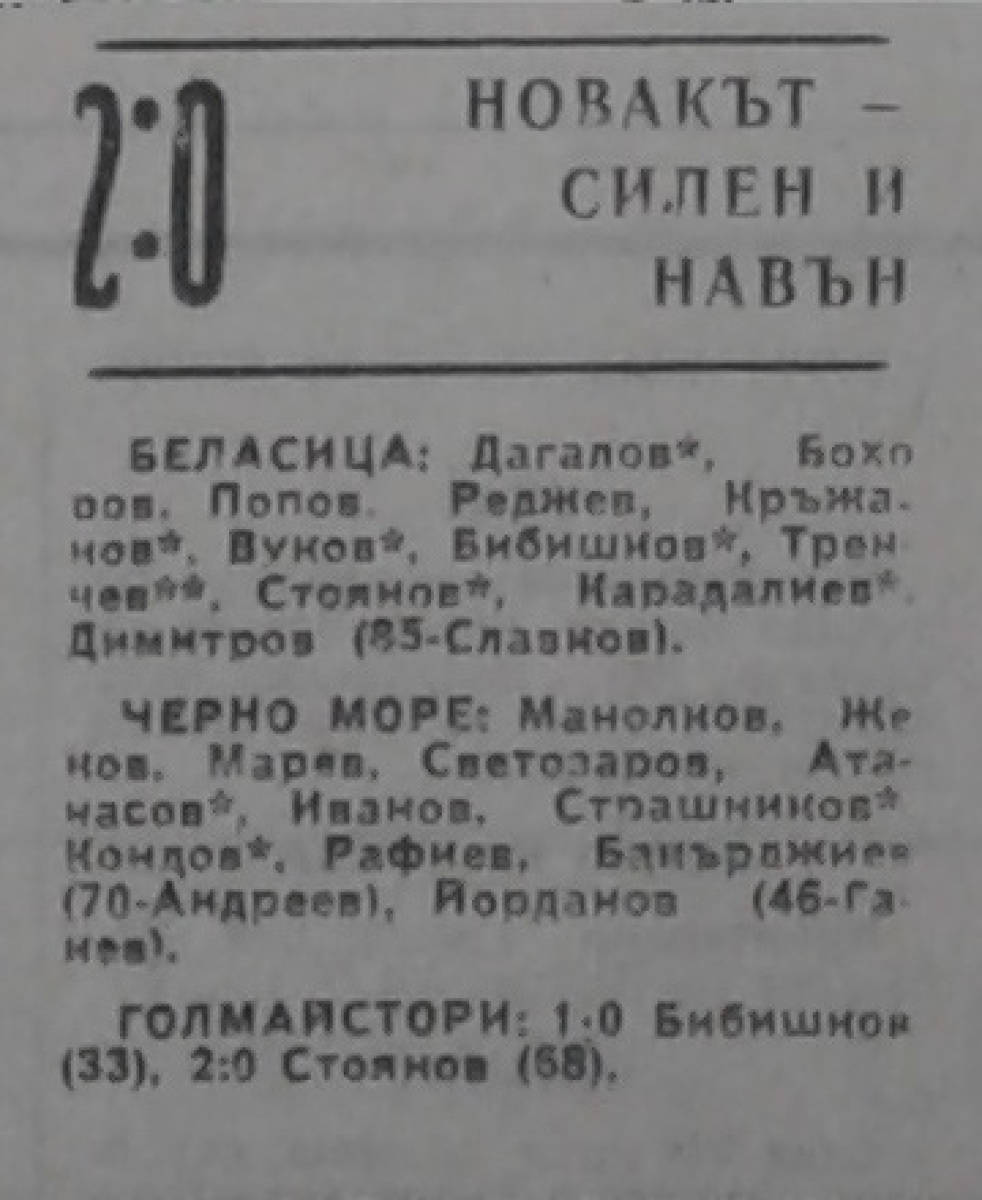 2:0
НОВАКЪТ –
СИЛЕН И
НАВЪН
БЕЛАСИЦА: Дагалов*, Бохо
ров, Попов, Реджев, Кръжа-
нов*, Вуков*, Бибишков*, Трен-
чев**, Стоянов*, Карадалиев*,
Димитров (85-Славков).
ЧЕРНО МОРЕ: Манолков, Же
ков, Марев, Светозаров, Ата-
насов*, Иванов, Страшников*
Кондов*, Рафиев, Бакърджиев
(70-Андреев), Йорданов (46-Га-
нев).
ГОЛМАЙСТОРИ: 1:0 Бибишков
(33), 2:0 Стоянов (68).